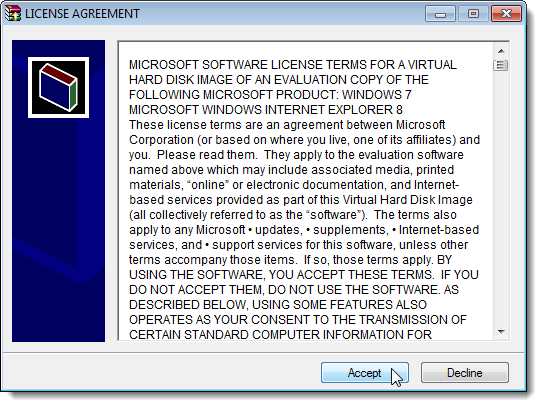 LICENSE AGREEMENT
MICROSOFT SOFTWARE LICENSE TERMS FOR A VIRTUAL
HARD DISK IMAGE OF AN EVALUATION COPY OF THE
FOLLOWING MICROSOFT PRODUCT: WINDOWS 7
MICROSOFT WINDOWS INTERNET EXPLORER 8
These license terms are an agreement between Microsoft
Corporation (or based on where you live, one of its affiliates) and
you.  Please read them.  They apply to the evaluation software
named above which may include associated media, printed
materials, “online” or electronic documentation, and Internet-
based services provided as part of this Virtual Hard Disk Image
(all collectively referred to as the “software”).  The terms also
apply to any Microsoft • updates, • supplements, • Internet-based
services, and • support services for this software, unless other
terms accompany those items.  If so, those terms apply. BY
USING THE SOFTWARE, YOU ACCEPT THESE TERMS.  IF YOU
DO NOT ACCEPT THEM, DO NOT USE THE SOFTWARE. AS
DESCRIBED BELOW, USING SOME FEATURES ALSO
OPERATES AS YOUR CONSENT TO THE TRANSMISSION OF
CERTAIN STANDARD COMPUTER INFORMATION FOR
Accept
Decline